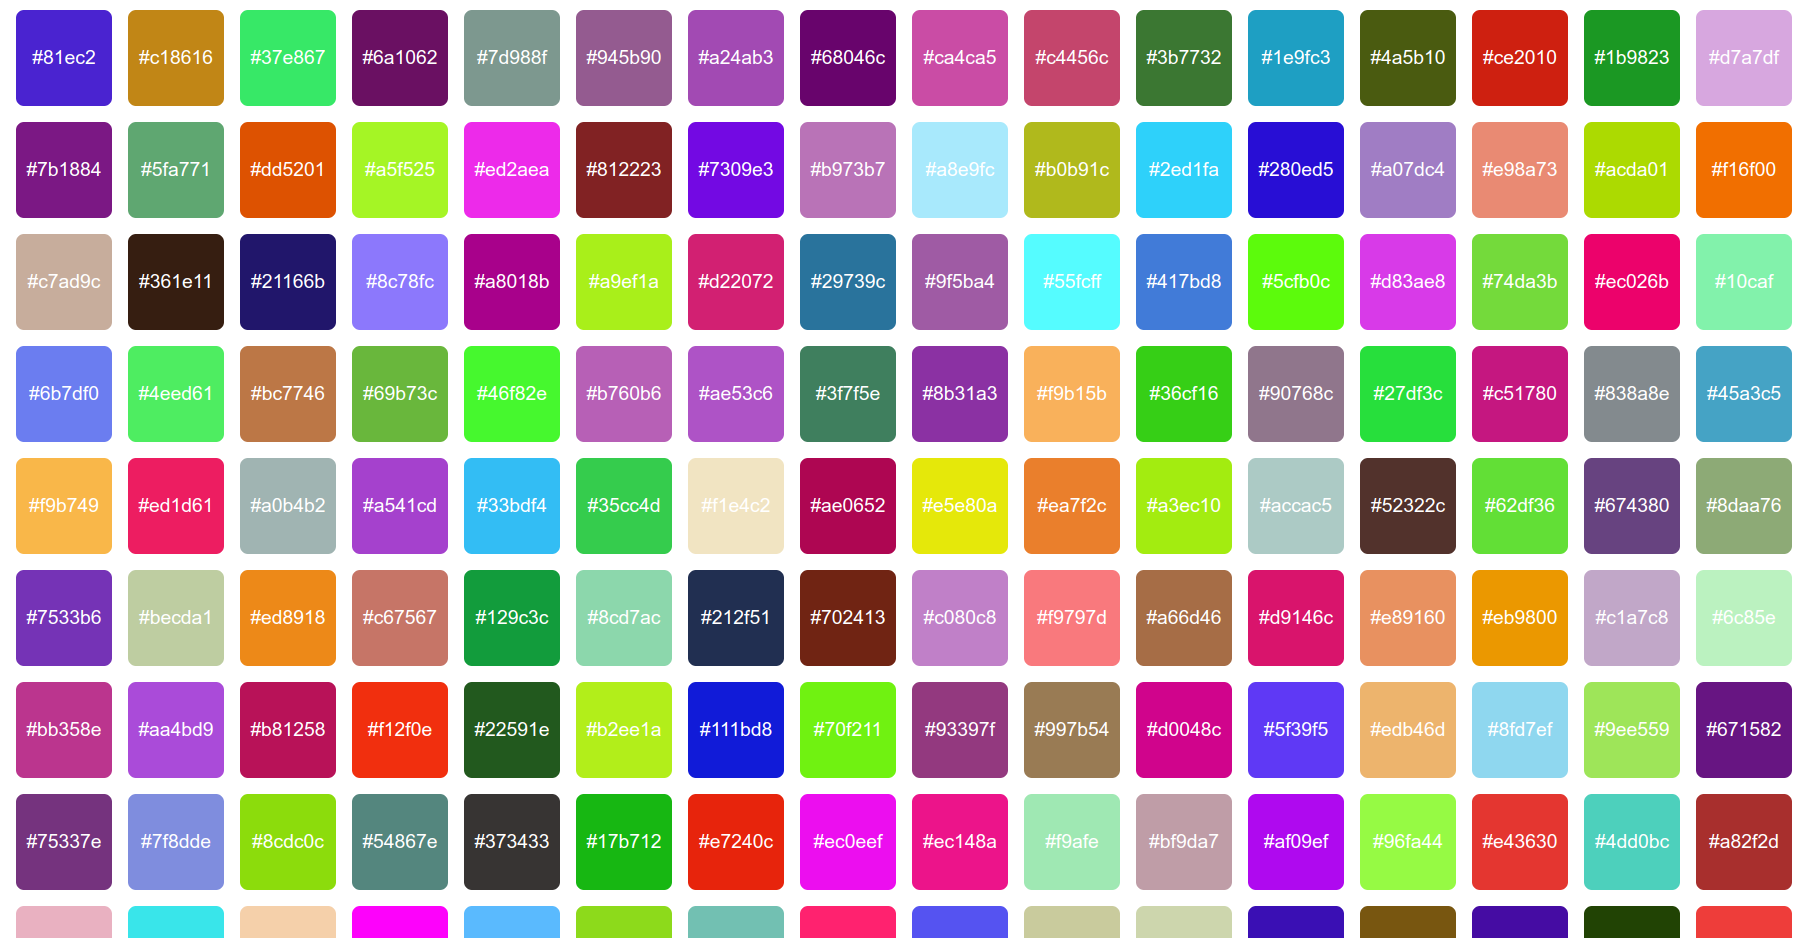 #81ec2 #c18616 #37e867 #6a1062 #7d988f #945b90 #a24ab3 #68046c #ca4ca5 #c4456c #3b7732 #1e9fc3 #4a5b10 #ce2010 #1b9823 #d7a7df
#7b1884 #5fa771 #dd5201 #a5f525 #ed2aea #812223 #7309e3 #b973b7 #a8e9fc #b0b91c #2ed1fa #280ed5 #a07dc4 #e98a73 #acda01 #f16f00
#c7ad9c #361e11 #21166b #8c78fc #a8018b #a9ef1a #d22072 #29739c #9f5ba4 #55fcff #417bd8 #5cfb0c #d83ae8 #74da3b #ec026b #10caf
#6b7df0 #4eed61 #bc7746 #69b73c #46f82e #b760b6 #ae53c6 #3f7f5e #8b31a3 #f9b15b #36cf16 #90768c #27df3c #c51780 #838a8e #45a3c5
#f9b749 #ed1d61 #a0b4b2 #a541cd #33bdf4 #35cc4d #f1e4c2 #ae0652 #e5e80a #ea7f2c #a3ec10 #accac5 #52322c #62df36 #674380 #8daa76
#7533b6 #becda1 #ed8918 #c67567 #129c3c #8cd7ac #212f51 #702413 #c080c8 #f9797d #a66d46 #d9146c #e89160 #eb9800 #c1a7c8 #6c85e
#bb358e #aa4bd9 #b81258 #f12f0e #22591e #b2ee1a #111bd8 #70f211 #93397f #997b54 #d0048c #5f39f5 #edb46d #8fd7ef #9ee559 #671582
#75337e #7f8dde #8cdc0c #54867e #373433 #17b712 #e7240c #ec0eef #ec148a #f9afe #bf9da7 #af09ef #96fa44 #e43630 #4dd0bc #a82f2d